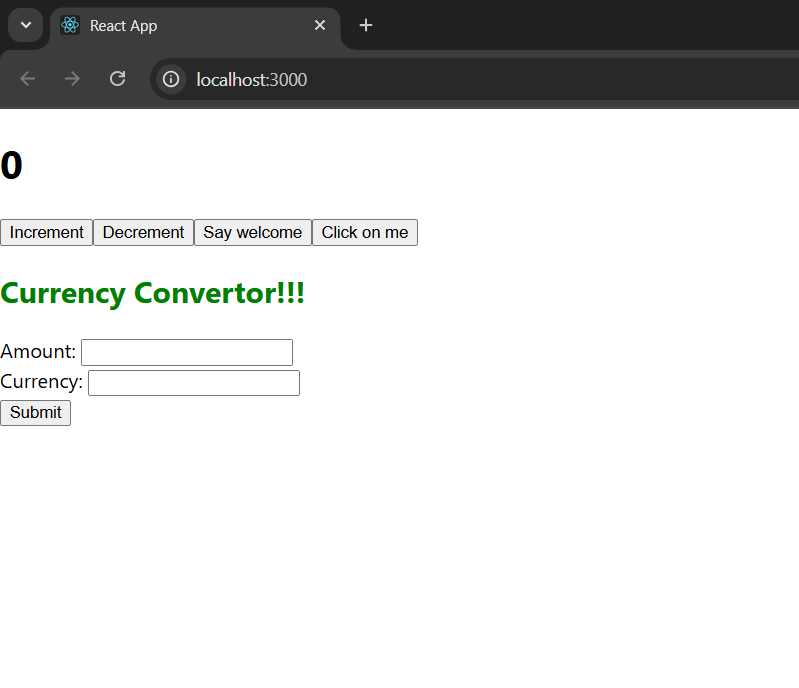 React App
localhost:3000
0
Increment Decrement Say welcome Click on me
Currency Convertor!!!
Amount:
Currency:
Submit